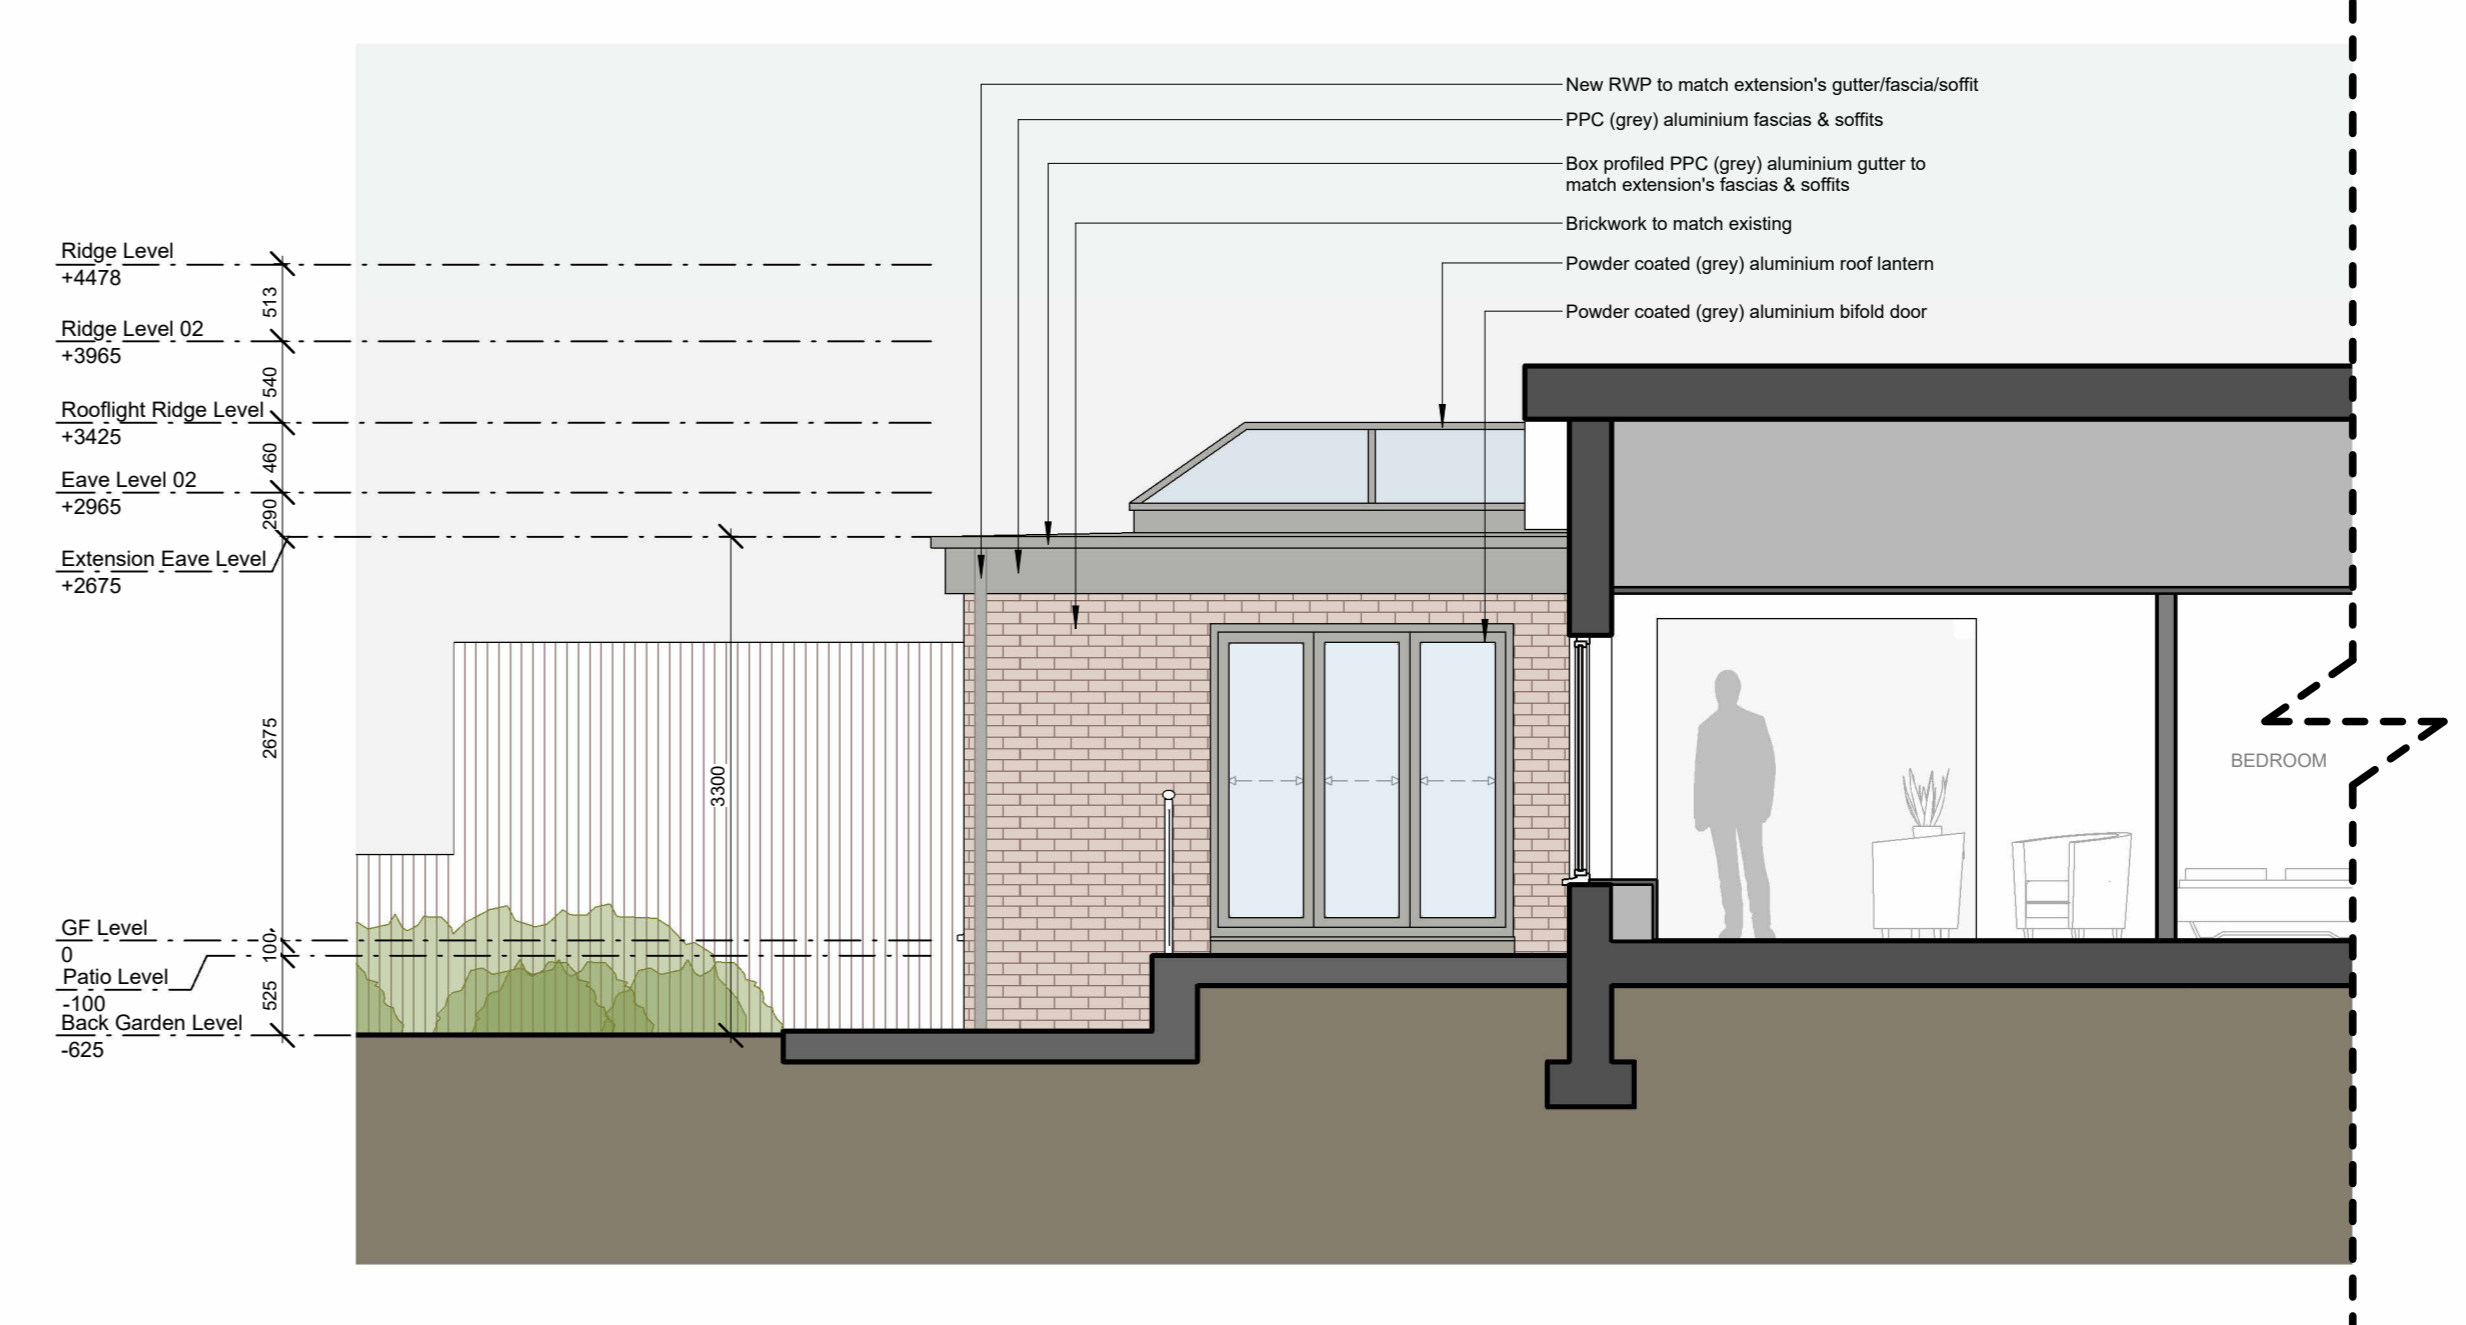 New RWP to match extension's gutter/fascia/soffit
PPC (grey) aluminium fascias & soffits
Box profiled PPC (grey) aluminium gutter to
match extension's fascias & soffits
Brickwork to match existing
Powder coated (grey) aluminium roof lantern
Powder coated (grey) aluminium bifold door
Ridge Level
+4478
513
Ridge Level 02
+3965
540
Rooflight Ridge Level
+3425
460
Eave Level 02
+2965
290
Extension Eave Level
+2675
2675
3300
BEDROOM
GF Level
0
100
Patio Level
-100
525
Back Garden Level
-625